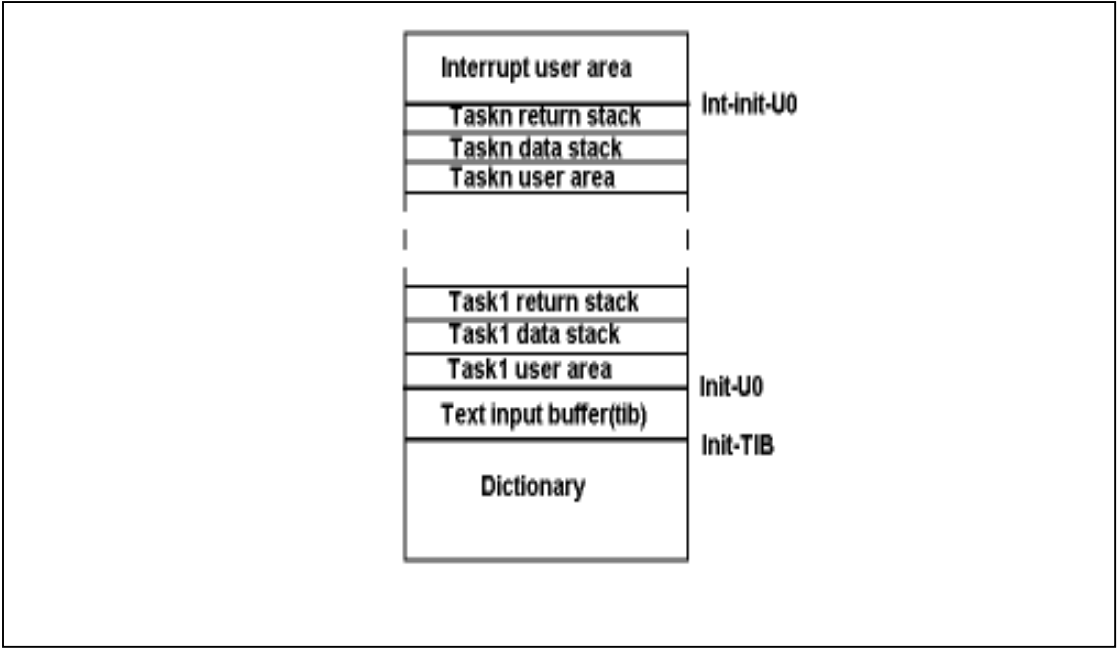 Interrupt user area
Int-init-U0
Taskn return stack
Taskn data stack
Taskn user area
Task1 return stack
Task1 data stack
Task1 user area
Init-U0
Text input buffer(tib)
Init-TIB
Dictionary